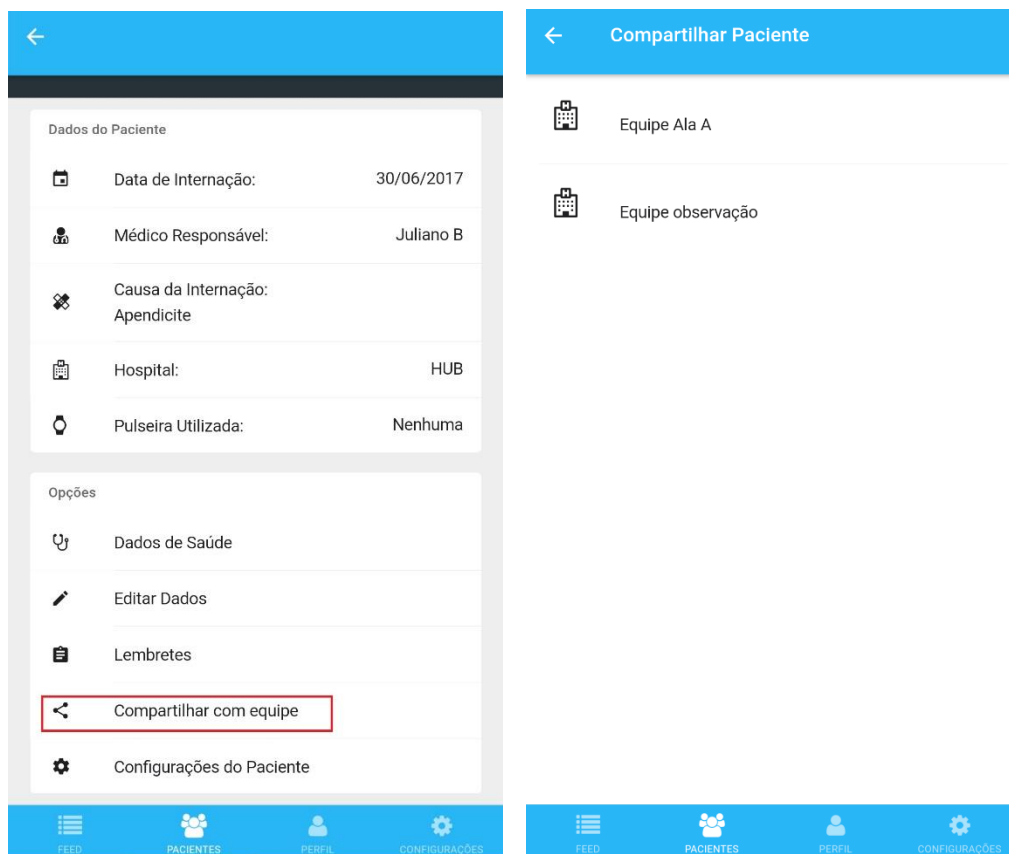 Dados do Paciente
Data de Internação: 30/06/2017
Médico Responsável: Juliano B
Causa da Internação:
Apendicite
Hospital: HUB
Pulseira Utilizada: Nenhuma
Opções
Dados de Saúde
Editar Dados
Lembretes
Compartilhar com equipe
Configurações do Paciente
FEED PACIENTES PERFIL CONFIGURAÇÕES
Compartilhar Paciente
Equipe Ala A
Equipe observação
FEED PACIENTES PERFIL CONFIGURAÇÕES